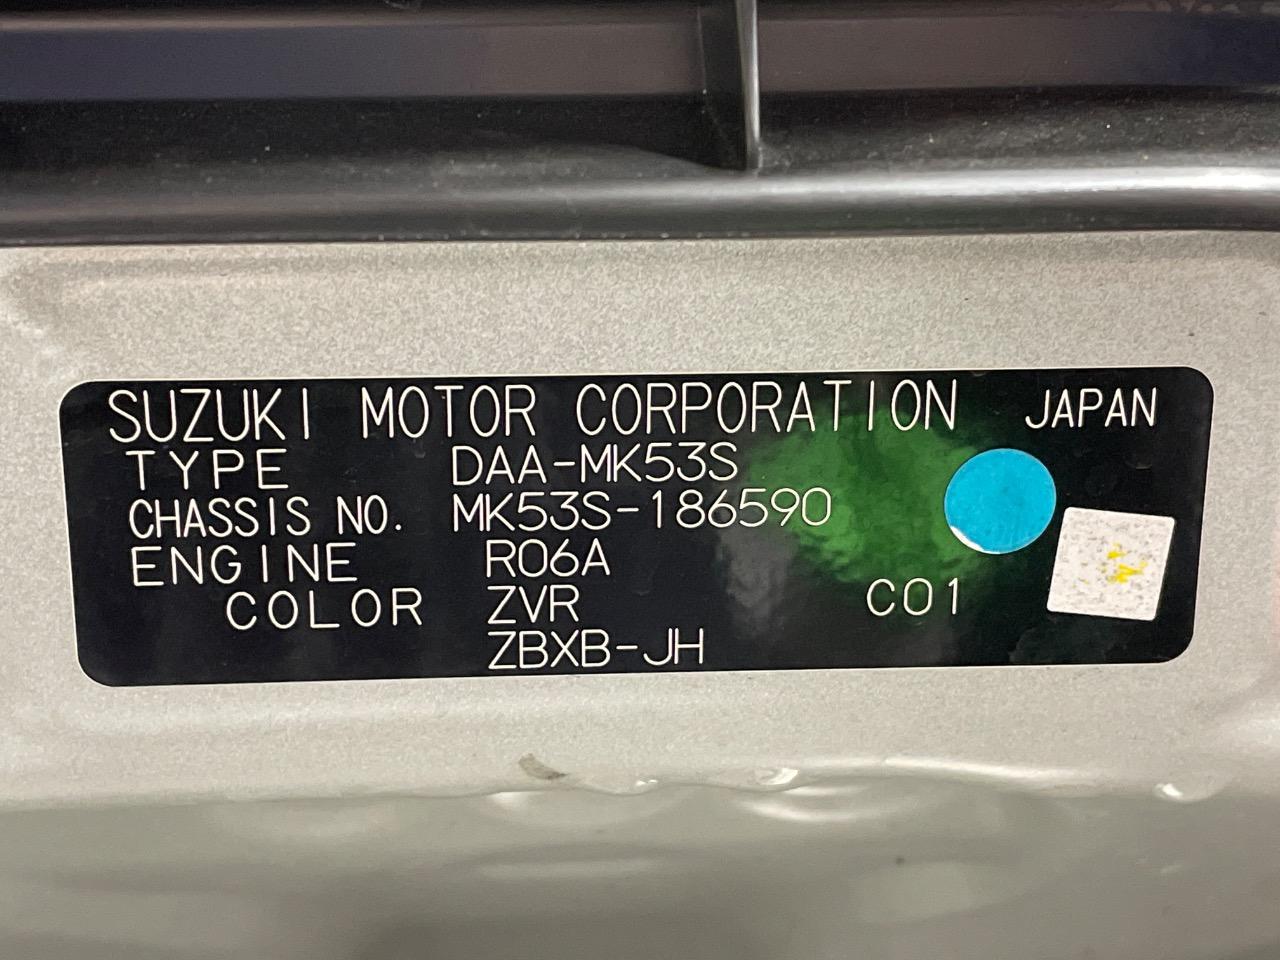 SUZUKI MOTOR CORPORATION JAPAN
TYPE DAA-MK53S
CHASSIS NO. MK53S-186590
ENGINE R06A
COLOR ZVR C01
ZBXB-JH